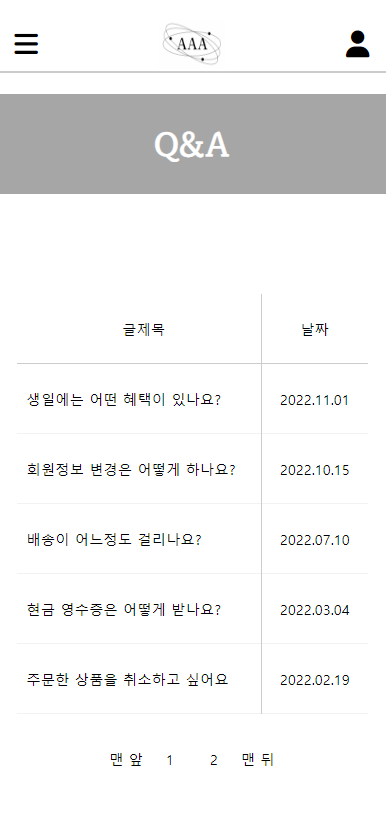 AAA
Q&A
글제목 날짜
생일에는 어떤 혜택이 있나요? 2022.11.01
회원정보 변경은 어떻게 하나요? 2022.10.15
배송이 어느정도 걸리나요? 2022.07.10
현금 영수증은 어떻게 받나요? 2022.03.04
주문한 상품을 취소하고 싶어요 2022.02.19
맨 앞 1 2 맨 뒤